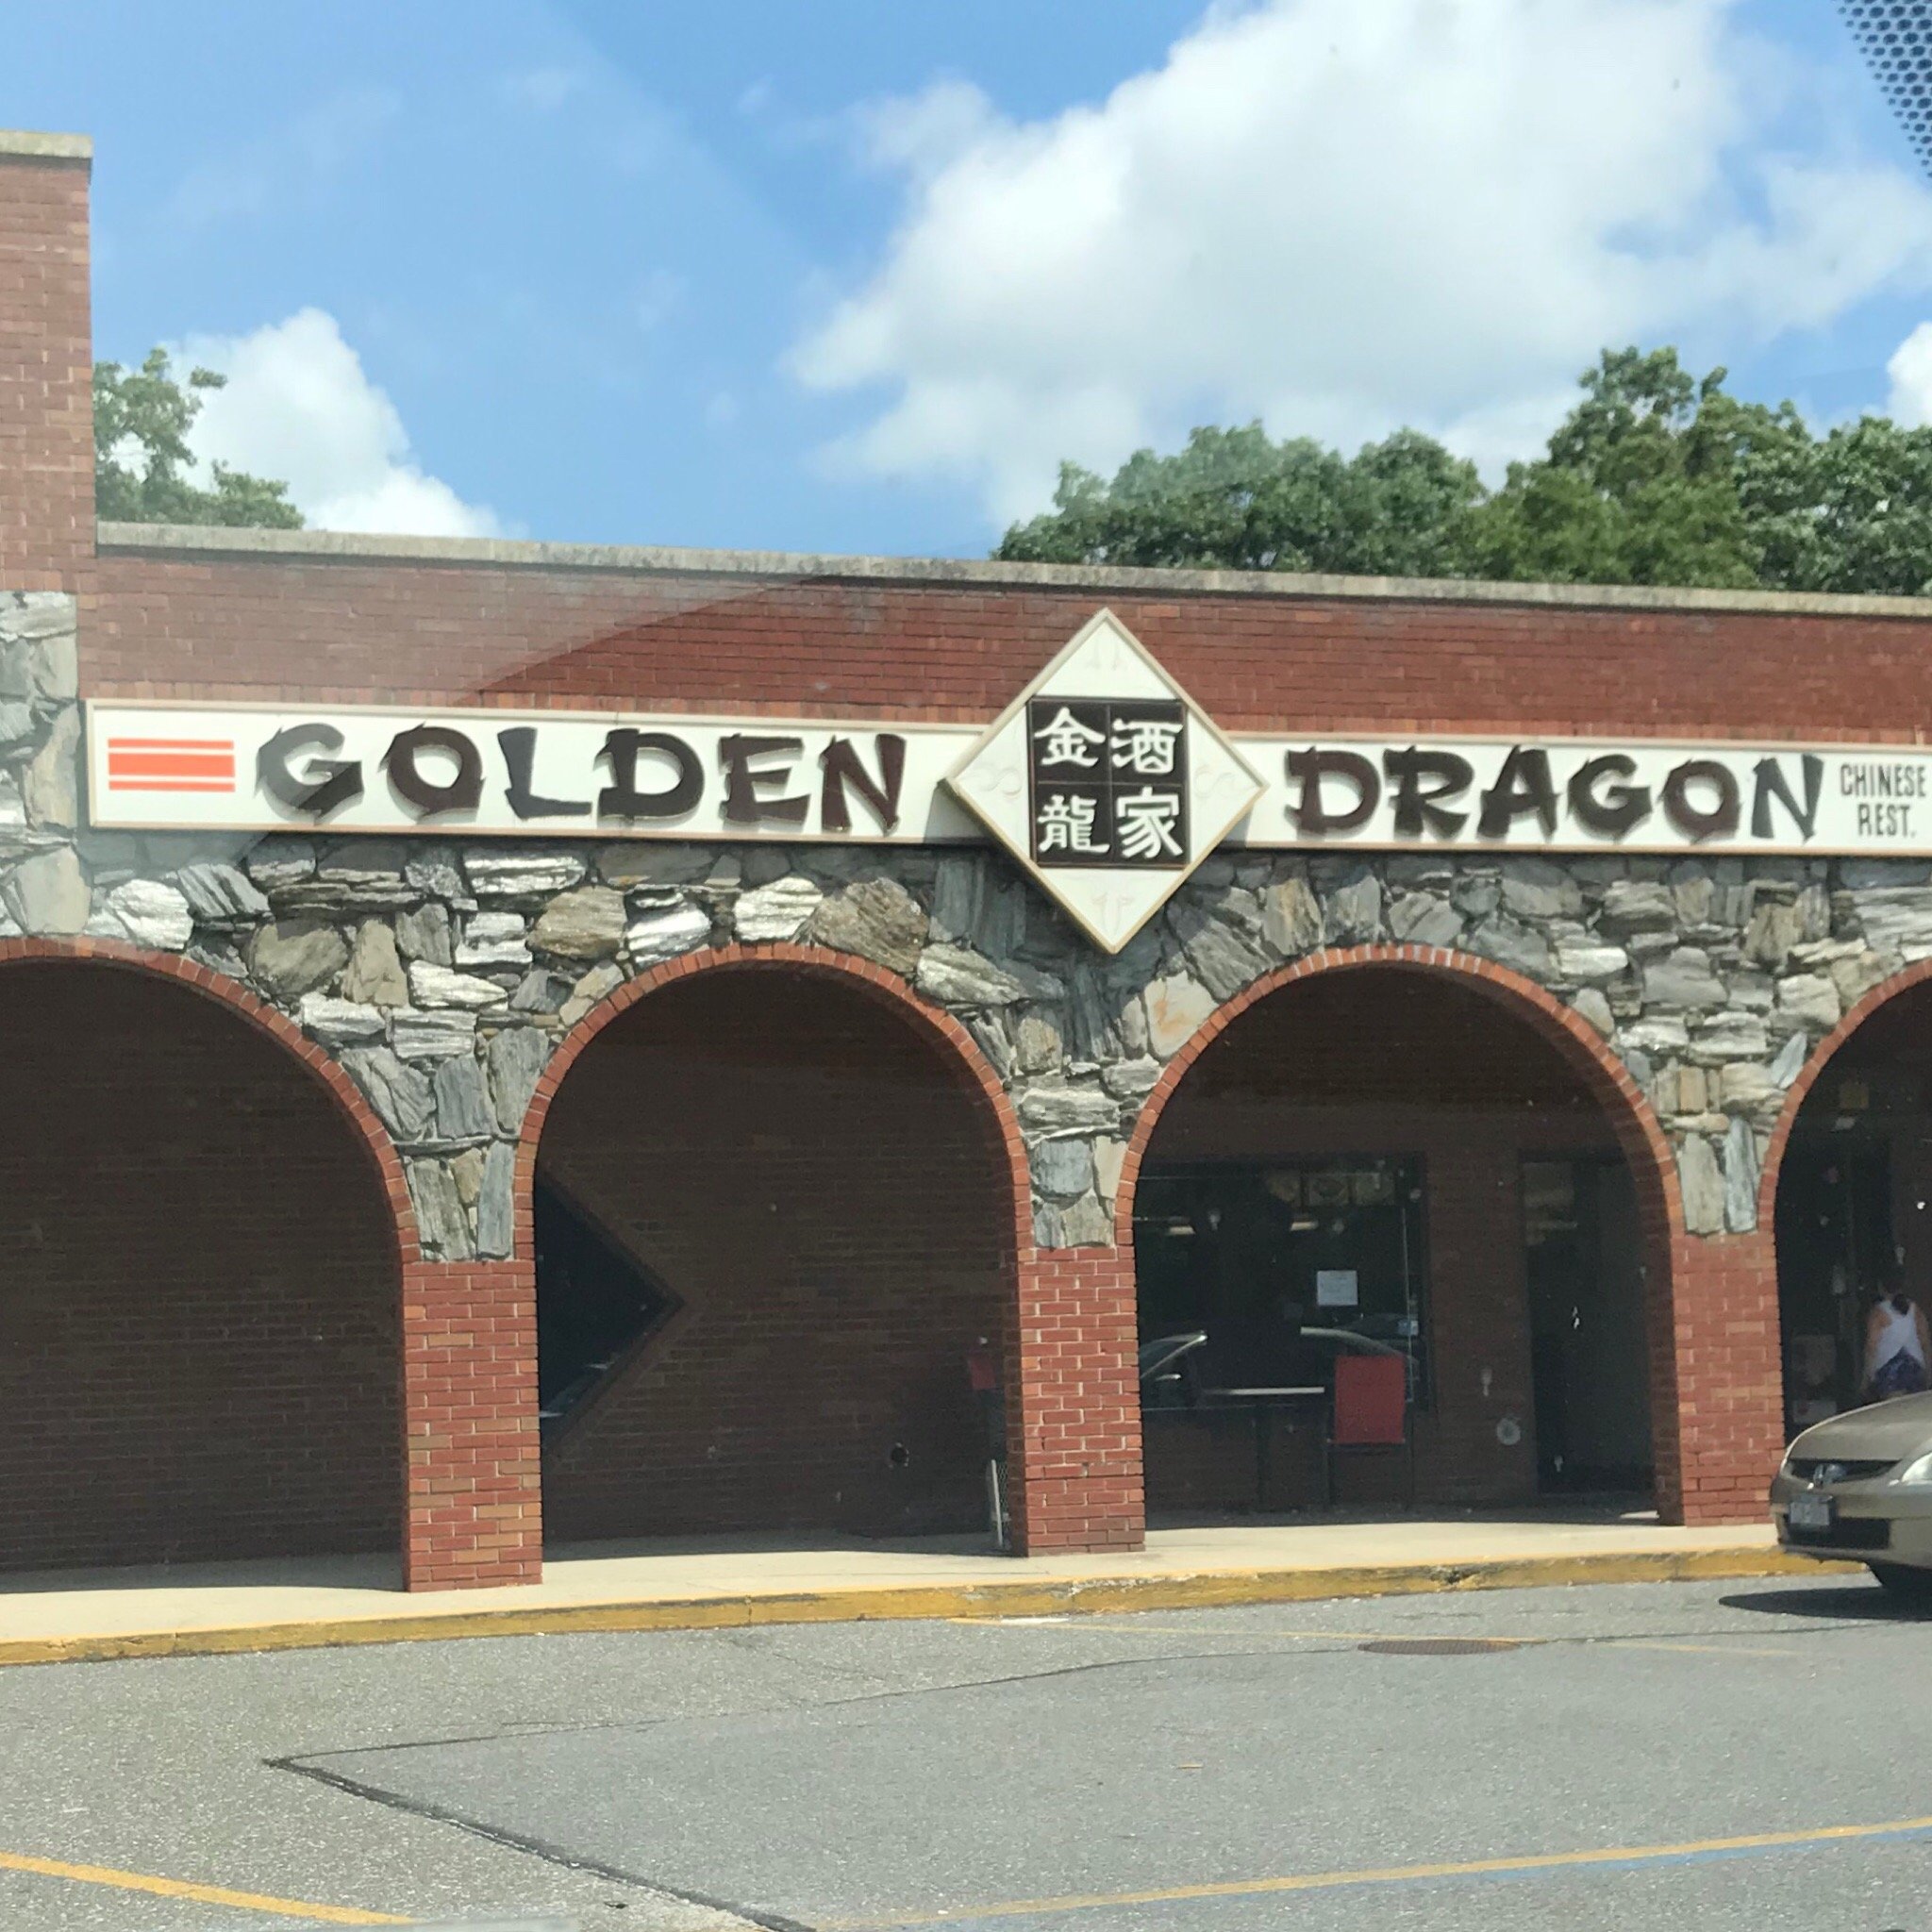 GOLDEN
金 酒
龍 家
DRAGON
CHINESE
REST.